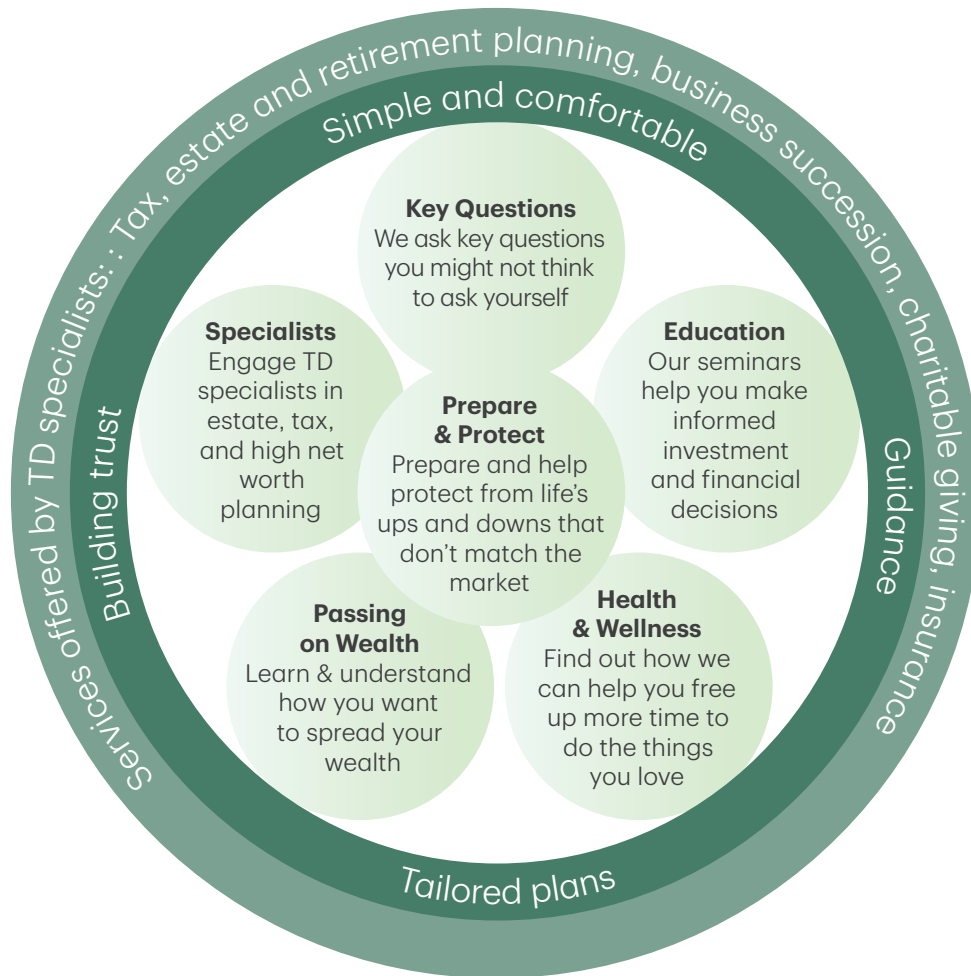 Services offered by TD specialists: : Tax, estate and retirement planning, business succession, charitable giving, insurance
Simple and comfortable
Building trust
Guidance
Tailored plans
Key Questions
We ask key questions
you might not think
to ask yourself
Specialists
Engage TD
specialists in
estate, tax,
and high net
worth
planning
Education
Our seminars
help you make
informed
investment
and financial
decisions
Prepare
& Protect
Prepare and help
protect from life’s
ups and downs that
don’t match the
market
Passing
on Wealth
Learn & understand
how you want
to spread your
wealth
Health
& Wellness
Find out how we
can help you free
up more time to
do the things
you love